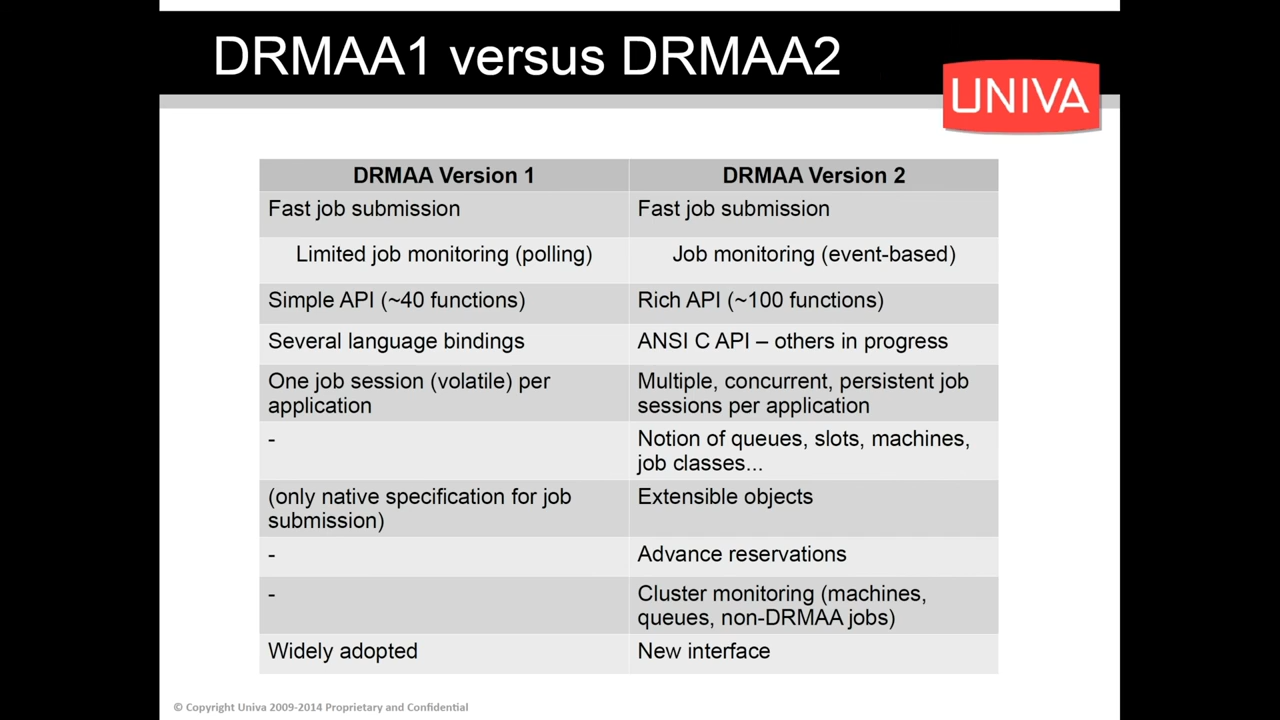 DRMAA1 versus DRMAA2
UNIVA
DRMAA Version 1
DRMAA Version 2
Fast job submission
Fast job submission
Limited job monitoring (polling)
Job monitoring (event-based)
Simple API (~40 functions)
Rich API (~100 functions)
Several language bindings
ANSI C API – others in progress
One job session (volatile) per
application
Multiple, concurrent, persistent job
sessions per application
-
Notion of queues, slots, machines,
job classes...
(only native specification for job
submission)
Extensible objects
-
Advance reservations
-
Cluster monitoring (machines,
queues, non-DRMAA jobs)
Widely adopted
New interface
© Copyright Univa 2009-2014 Proprietary and Confidential